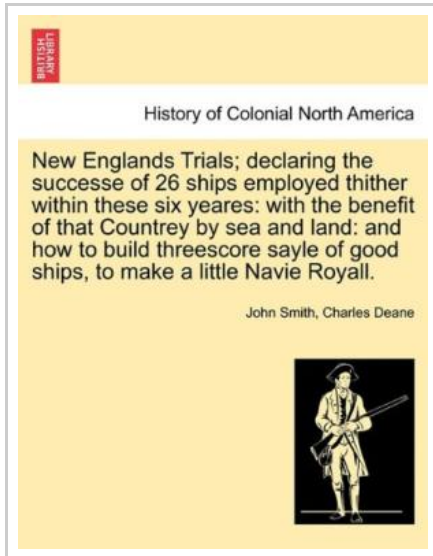 BRITISH
LIBRARY
History of Colonial North America
New Englands Trials; declaring the
successe of 26 ships employed thither
within these six yeares: with the benefit
of that Countrey by sea and land: and
how to build threescore sayle of good
ships, to make a little Navie Royall.
John Smith, Charles Deane